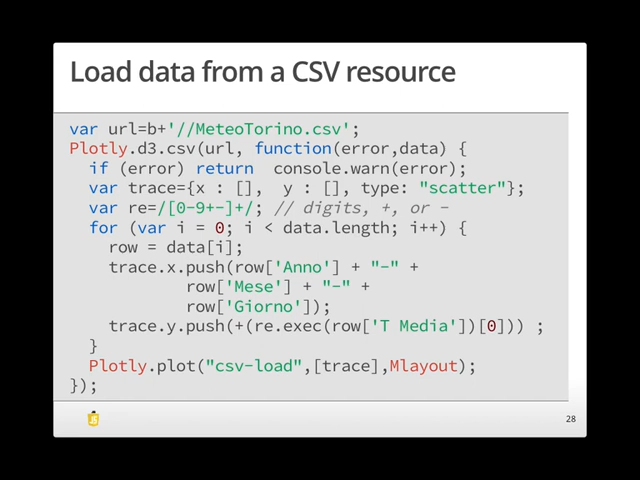 Load data from a CSV resource
var url=b+'//MeteoTorino.csv';
Plotly.d3.csv(url, function(error,data) {
if (error) return  console.warn(error);
var trace={x : [],  y : [], type: "scatter"};
var re=/[0-9+-]+/; // digits, +, or -
for (var i = 0; i < data.length; i++) {
row = data[i];
trace.x.push(row['Anno'] + "-" +
row['Mese'] + "-" +
row['Giorno']);
trace.y.push(+(re.exec(row['T Media'])[0])) ;
}
Plotly.plot("csv-load",[trace],Mlayout);
});
JS
28